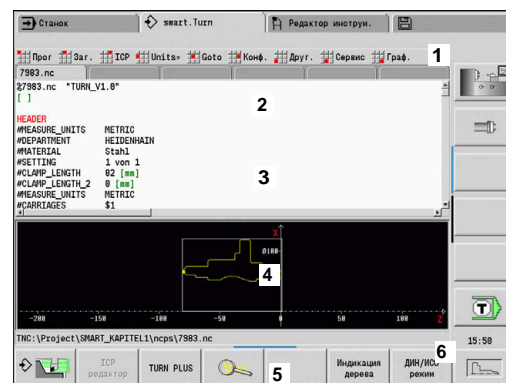 Станок
smart.Turn
Редактор инструм.
Прог Заг. ICP Units» Goto Конф. Друг. Сервис Граф. 1
7983.nc
27983.nc "TURN_V1.0"
[ ]
2
HEADER
#MEASURE_UNITS METRIC
#DEPARTMENT HEIDENHAIN
#MATERIAL Stahl
#SETTING 1 von 1
#CLAMP_LENGTH 82 [mm]
3
#CLAMP_LENGTH_2 0 [mm]
#MEASURE_UNITS METRIC
#CARRIAGES $1
X
Ø100
4
-200 -150 -100 50 100 Z
TNC:\Project\SMART_KAPITEL1\ncps\7983.nc
15:50
T
ICP редактор
TURN PLUS
5
Индикация дерева
ДИН/ИСО режим
6